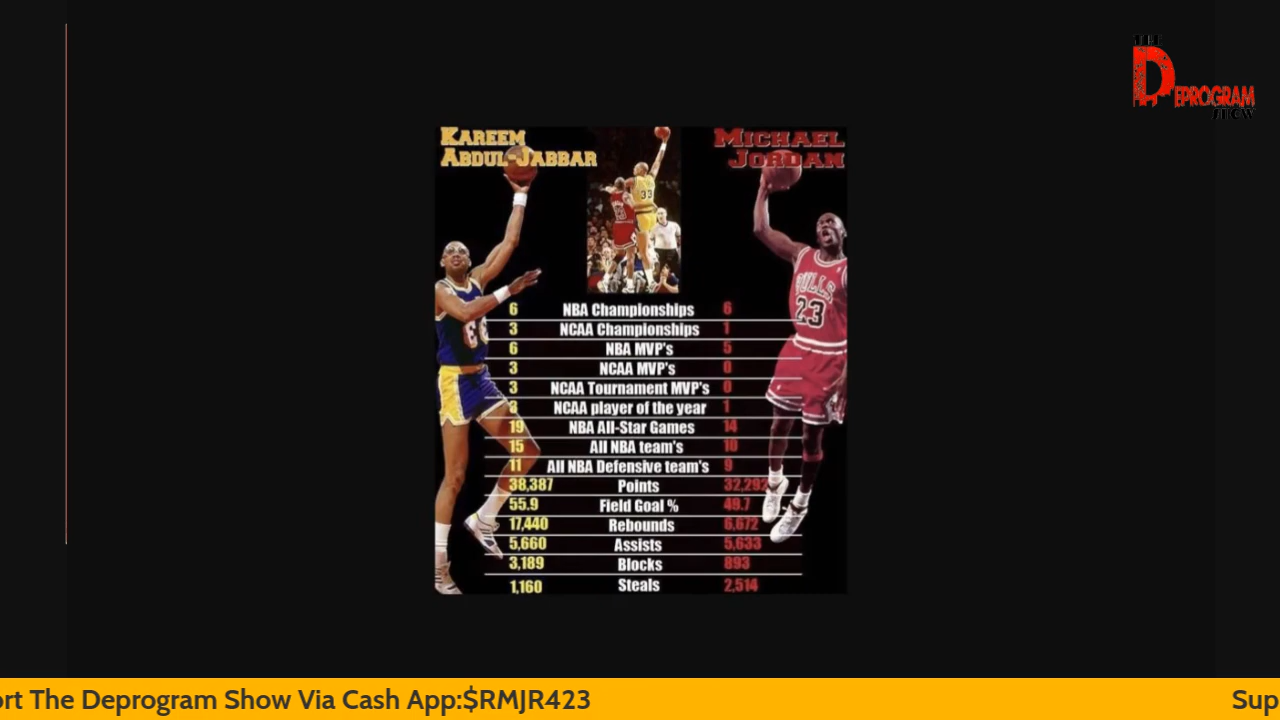 THE
DEPROGRAM
SHOW
KAREEM
ABDUL-JABBAR
MICHAEL
JORDAN
33
BULLS
23
6 NBA Championships 6
3 NCAA Championships 1
6 NBA MVP's 5
3 NCAA MVP's 0
3 NCAA Tournament MVP's 0
3 NCAA player of the year 1
19 NBA All-Star Games 14
15 All NBA team's 10
11 All NBA Defensive team's 9
38,387 Points 32,292
55.9 Field Goal % 49.7
17,440 Rebounds 6,672
5,660 Assists 5,633
3,189 Blocks 893
1,160 Steals 2,514
ort The Deprogram Show Via Cash App:$RMJR423 Sup